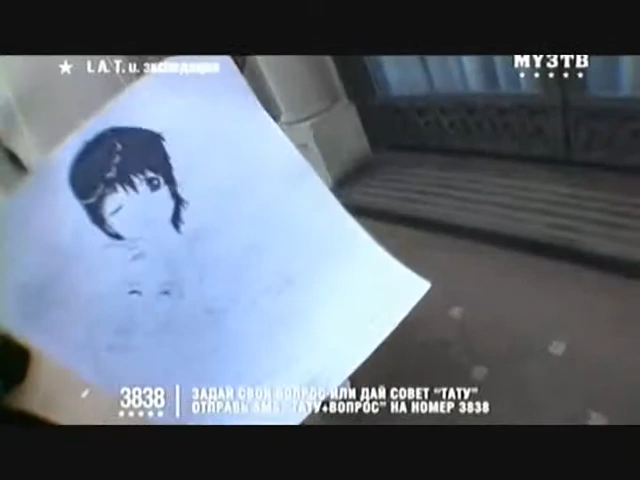 МУЗТВ
t.A.T.u. экспедиция
3838
ЗАДАЙ СВОЙ ВОПРОС ИЛИ ДАЙ СОВЕТ "ТАТУ"
ОТПРАВЬ SMS "ТАТУ+ВОПРОС" НА НОМЕР 3838